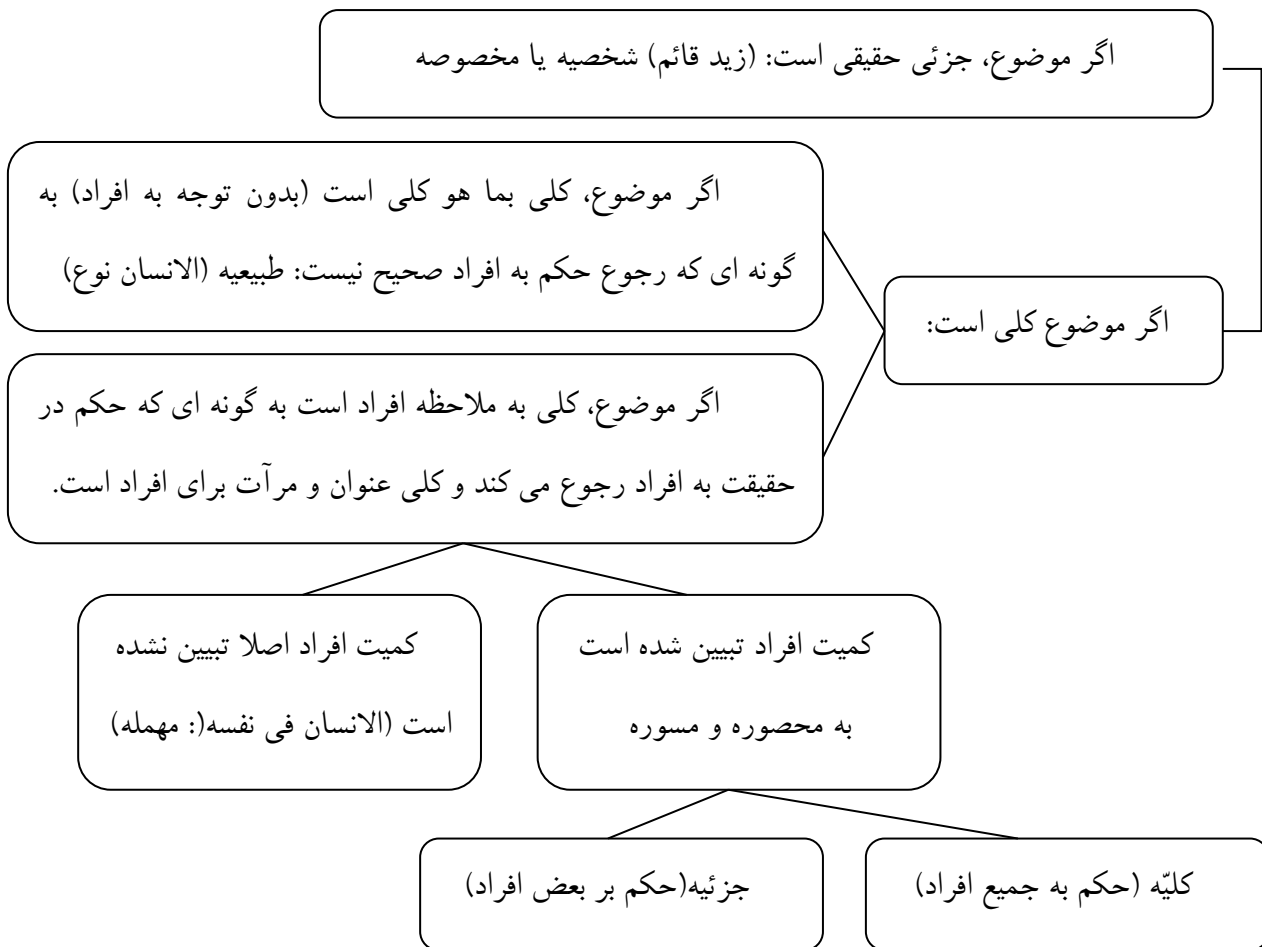 اگر موضوع، جزئی حقیقی است: (زید قائم) شخصیه یا مخصوصه
اگر موضوع، کلی بما هو کلی است (بدون توجه به افراد) به
گونه ای که رجوع حکم به افراد صحیح نیست: طبیعیه (الانسان نوع)
اگر موضوع کلی است:
اگر موضوع، کلی به ملاحظه افراد است به گونه ای که حکم در
حقیقت به افراد رجوع می کند و کلی عنوان و مرآت برای افراد است.
کمیت افراد تبیین شده است
به محصوره و مسوره
کمیت افراد اصلا تبیین نشده
است (الانسان فی نفسه(: مهمله)
کلیّه (حکم به جمیع افراد)
جزئیه(حکم بر بعض افراد)